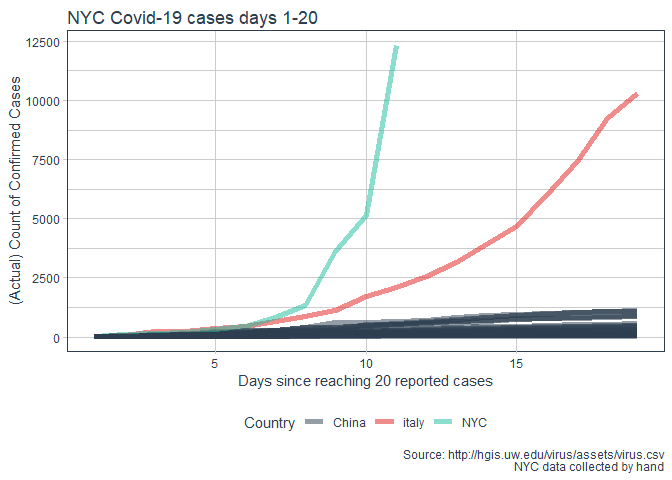 NYC Covid-19 cases days 1-20
(Actual) Count of Confirmed Cases
12500
10000
7500
5000
2500
0
5
10
15
Days since reaching 20 reported cases
Country
China
italy
NYC
Source: http://hgis.uw.edu/virus/assets/virus.csv
NYC data collected by hand